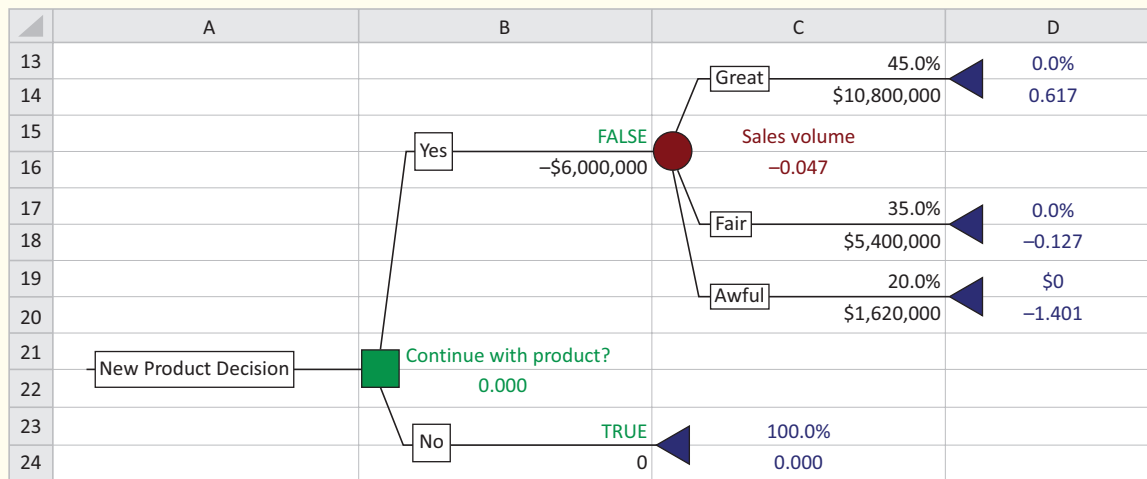 A B C D
13 45.0% 0.0%
Great
14 $10,800,000 0.617
15 FALSE Sales volume
Yes
16 –$6,000,000 –0.047
17 35.0% 0.0%
Fair
18 $5,400,000 –0.127
19 20.0% $0
Awful
20 $1,620,000 –1.401
21 Continue with product?
New Product Decision
22 0.000
23 TRUE 100.0%
No
24 0 0.000